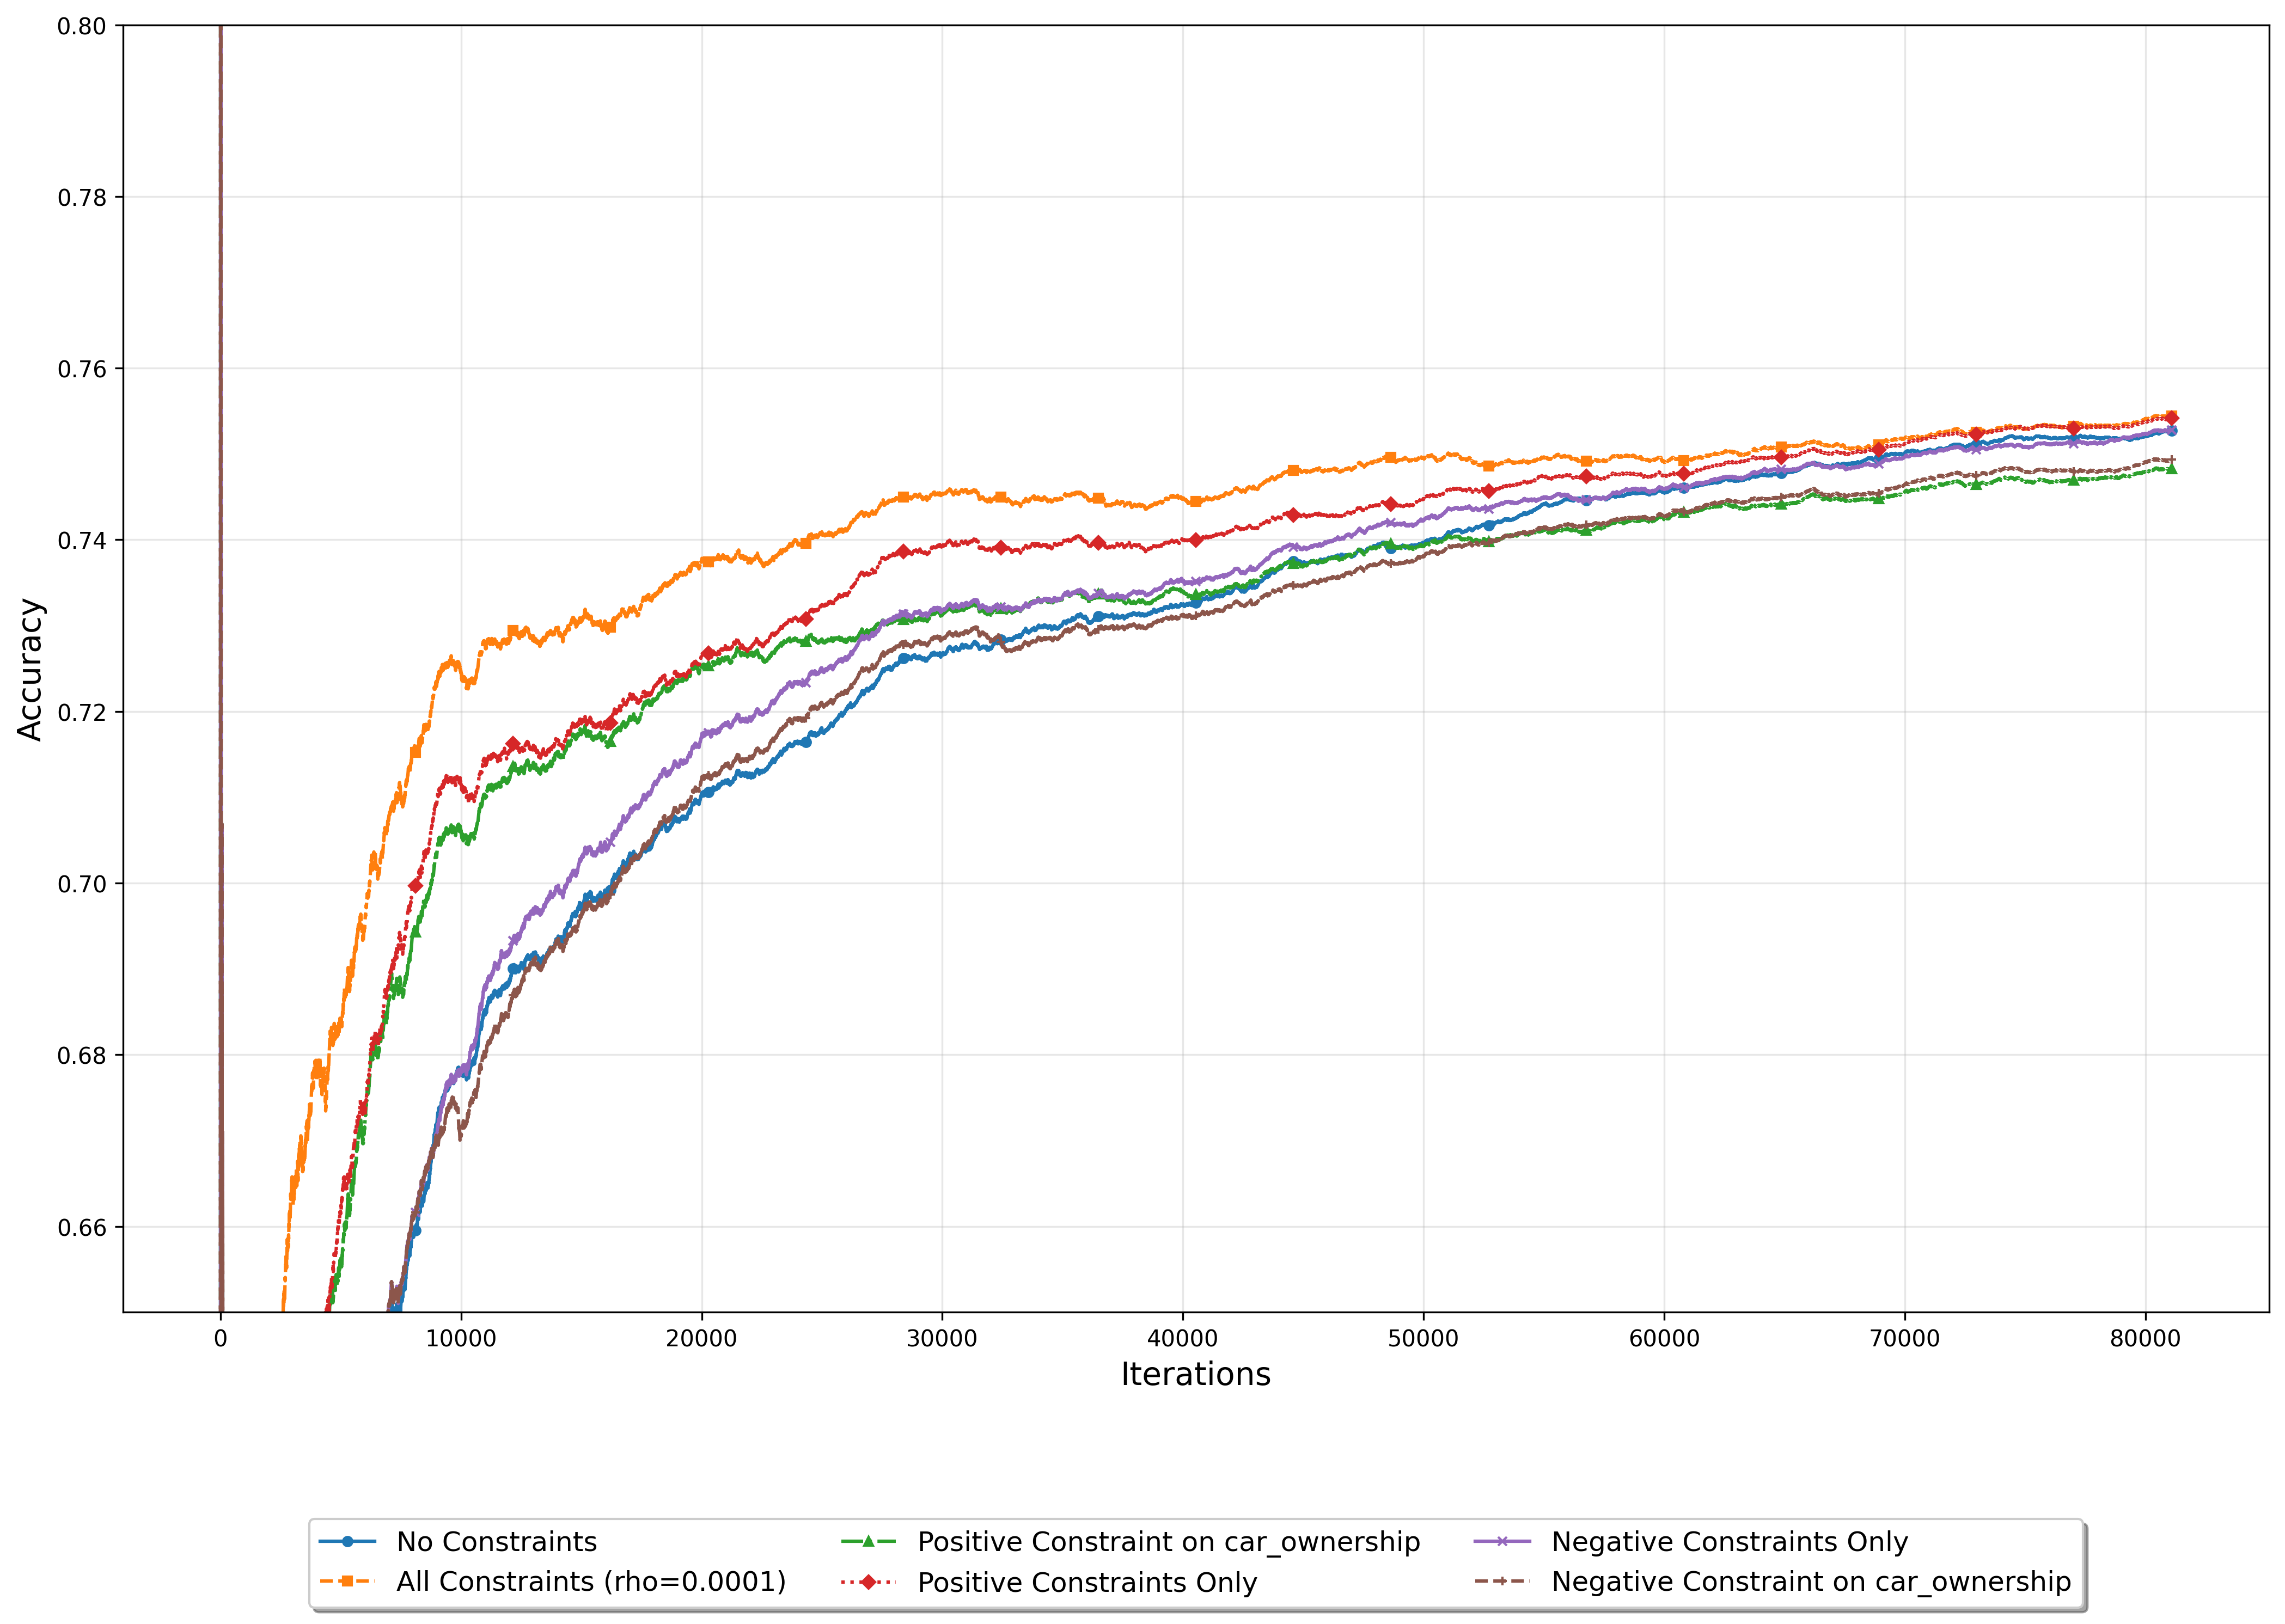 0.80
0.78
0.76
0.74
0.72
0.70
0.68
0.66
Accuracy
0 10000 20000 30000 40000 50000 60000 70000 80000
Iterations
No Constraints
All Constraints (rho=0.0001)
Positive Constraint on car_ownership
Positive Constraints Only
Negative Constraints Only
Negative Constraint on car_ownership